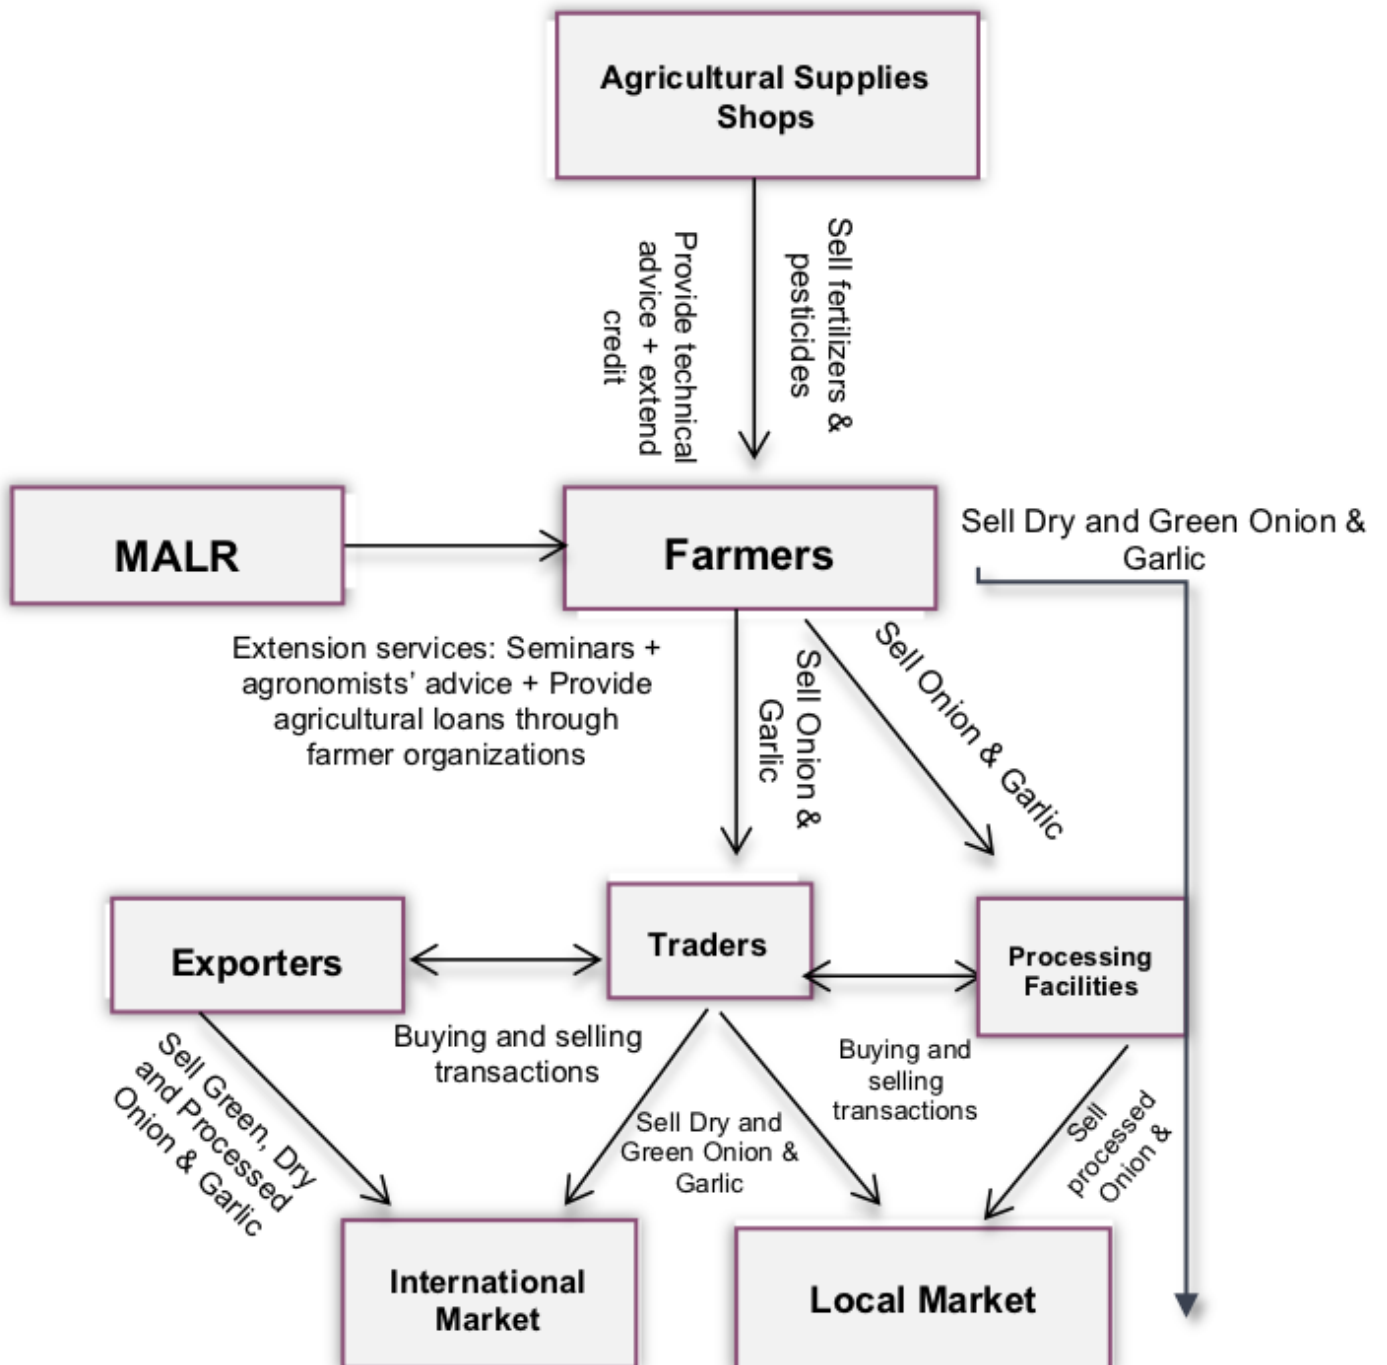 Agricultural Supplies
Shops
Provide technical
advice + extend
credit
Sell fertilizers &
pesticides
MALR
Farmers
Sell Dry and Green Onion &
Garlic
Extension services: Seminars +
agronomists’ advice + Provide
agricultural loans through
farmer organizations
Sell Onion &
Garlic
Sell Onion & Garlic
Exporters
Traders
Processing
Facilities
Buying and selling
transactions
Buying and
selling
transactions
Sell Green, Dry
and Processed
Onion & Garlic
Sell Dry and
Green Onion &
Garlic
Sell
processed
Onion &
International
Market
Local Market